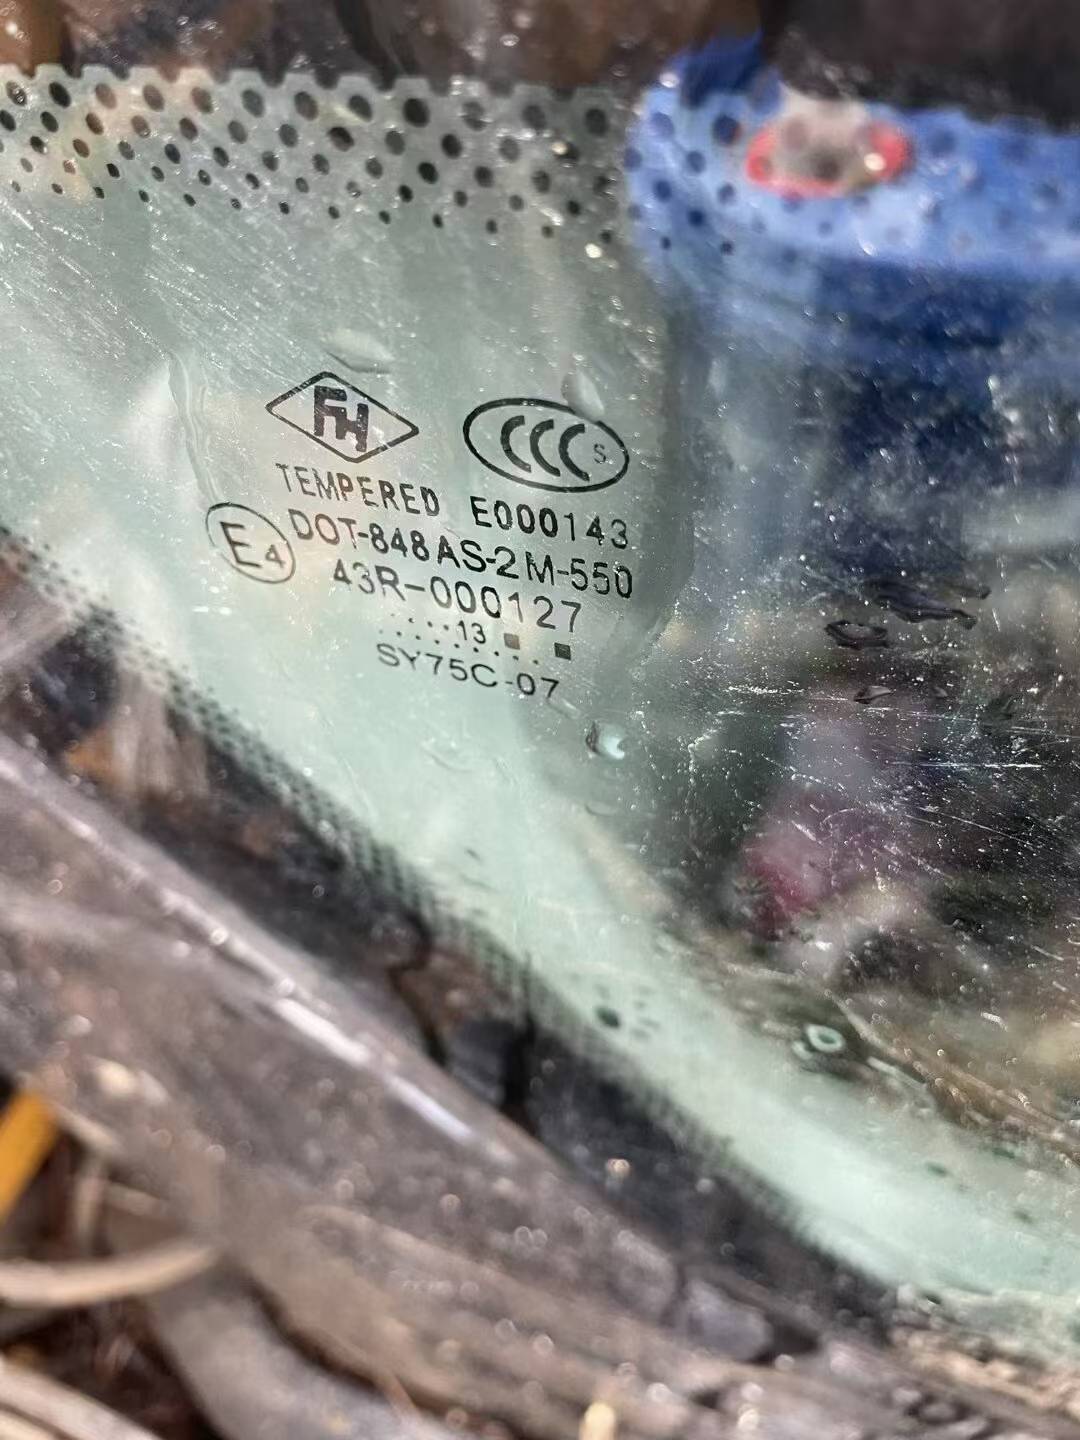 FH
CCC S
TEMPERED E000143
E4 DOT-848 AS-2 M-550
43R-000127
.....13 ■
....... ■
SY75C-07